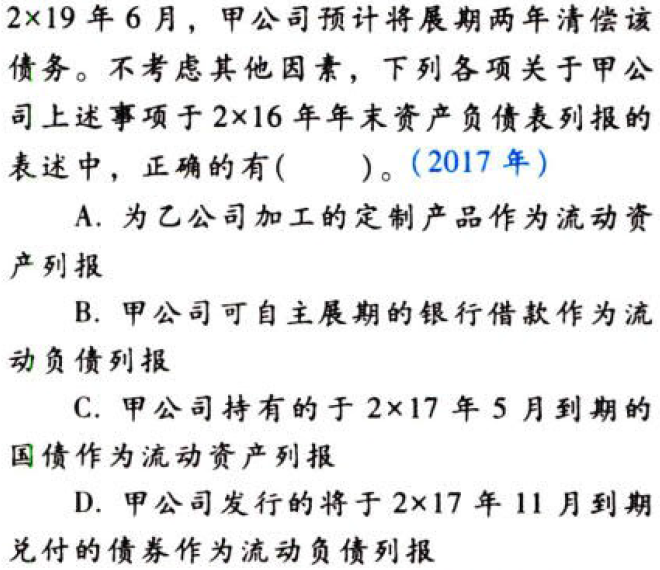 2×19 年 6 月，甲公司预计将展期两年清偿该
债务。不考虑其他因素，下列各项关于甲公
司上述事项于 2×16 年年末资产负债表列报的
表述中，正确的有(　　)。(2017 年)
A. 为乙公司加工的定制产品作为流动资
产列报
B. 甲公司可自主展期的银行借款作为流
动负债列报
C. 甲公司持有的于 2×17 年 5 月到期的
国债作为流动资产列报
D. 甲公司发行的将于 2×17 年 11 月到期
兑付的债券作为流动负债列报